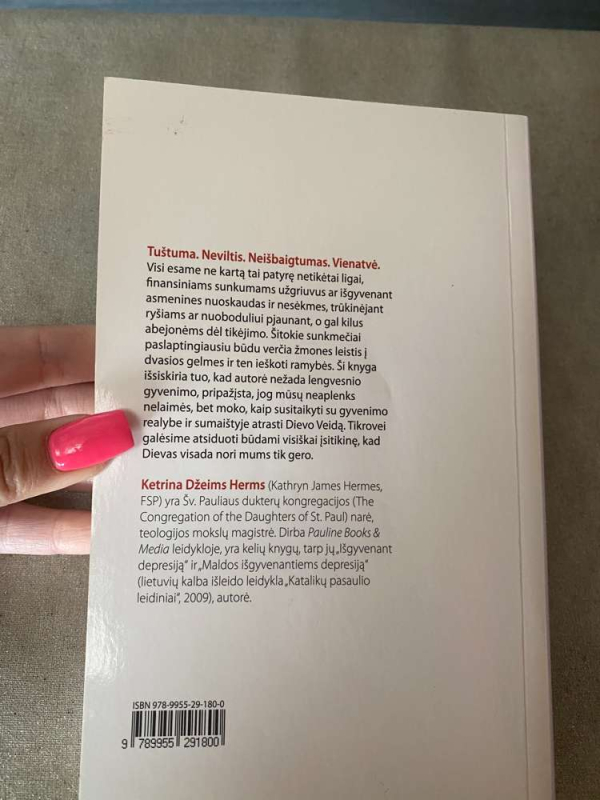 Tuštuma. Neviltis. Neišbaigtumas. Vienatvė.
Visi esame ne kartą tai patyrę netikėtai ligai,
finansiniams sunkumams užgriuvus ar išgyvenant
asmenines nuoskaudas ir nesėkmes, trūkinėjant
ryšiams ar nuoboduliui pjaunant, o gal kilus
abejonėms dėl tikėjimo. Šitokie sunkmečiai
paslaptingiausiu būdu verčia žmones leistis į
dvasios gelmes ir ten ieškoti ramybės. Ši knyga
išsiskiria tuo, kad autorė nežada lengvesnio
gyvenimo, pripažįsta, jog mūsų neaplenks
nelaimės, bet moko, kaip susitaikyti su gyvenimo
realybe ir sumaištyje atrasti Dievo Veidą. Tikrovei
galėsime atsiduoti būdami visiškai įsitikinę, kad
Dievas visada nori mums tik gero.
Ketrina Džeims Herms (Kathryn James Hermes,
FSP) yra Šv. Pauliaus dukterų kongregacijos (The
Congregation of the Daughters of St. Paul) narė,
teologijos mokslų magistrė. Dirba Pauline Books &
Media leidykloje, yra kelių knygų, tarp jų „Išgyvenant
depresiją“ ir „Maldos išgyvenantiems depresiją“
(lietuvių kalba išleido leidykla „Katalikų pasaulio
leidiniai“, 2009), autorė.
ISBN 978-9955-29-180-0
9 789955 291800